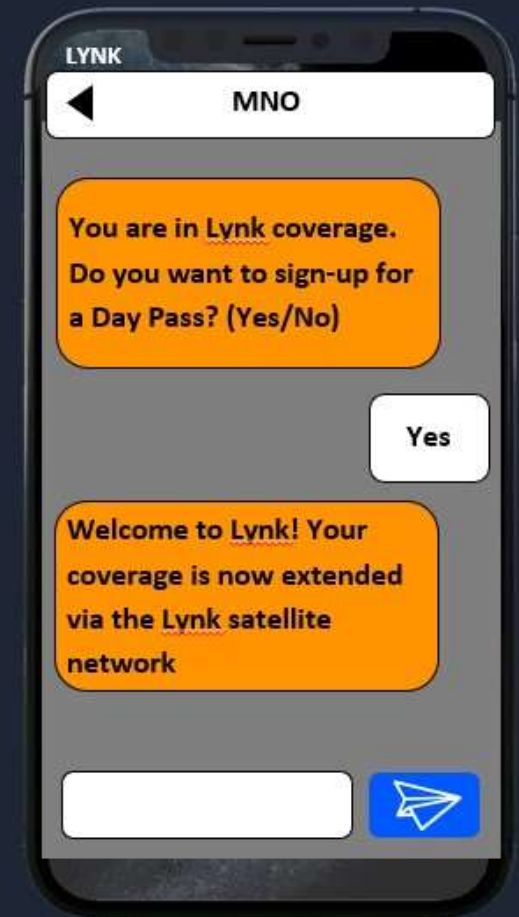 LYNK
MNO
You are in Lynk coverage.
Do you want to sign-up for
a Day Pass? (Yes/No)
Yes
Welcome to Lynk! Your
coverage is now extended
via the Lynk satellite
network